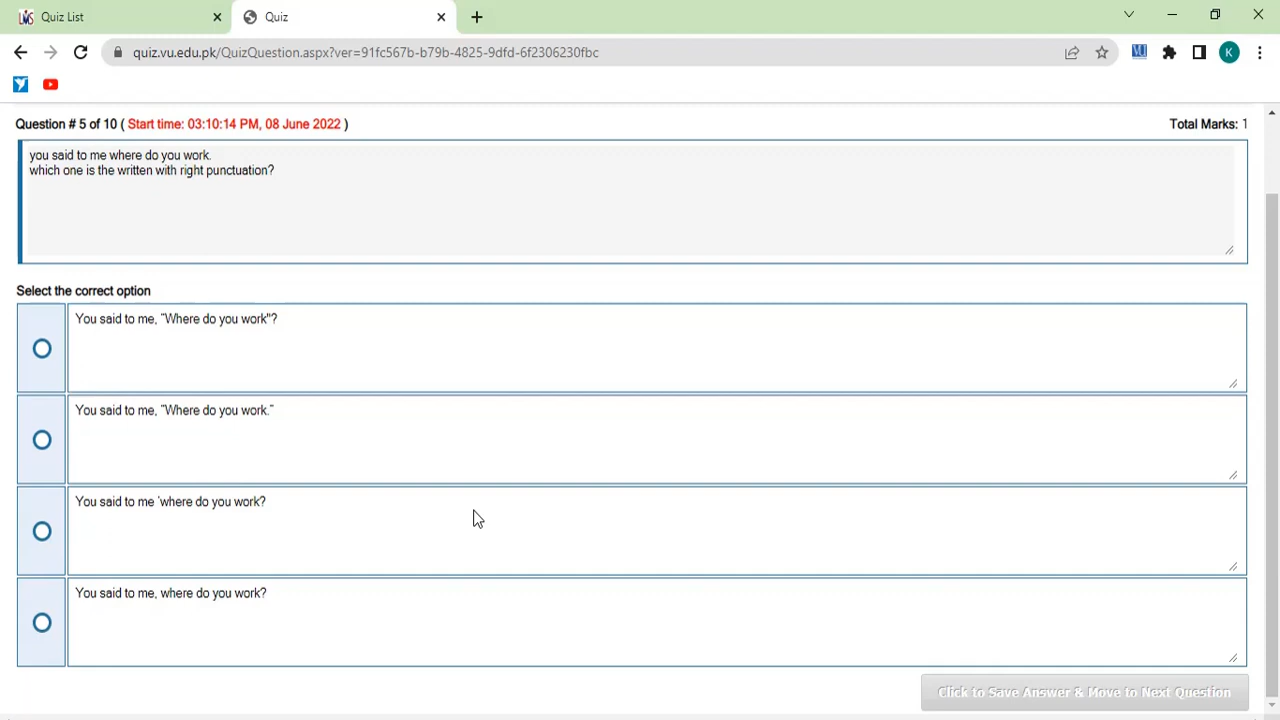 Quiz List
Quiz
quiz.vu.edu.pk/QuizQuestion.aspx?ver=91fc567b-b79b-4825-9dfd-6f2306230fbc
VU
K
Question # 5 of 10 ( Start time: 03:10:14 PM, 08 June 2022 )
Total Marks: 1
you said to me where do you work.
which one is the written with right punctuation?
Select the correct option
You said to me, “Where do you work"?
You said to me, “Where do you work.”
You said to me 'where do you work?
You said to me, where do you work?
Click to Save Answer & Move to Next Question